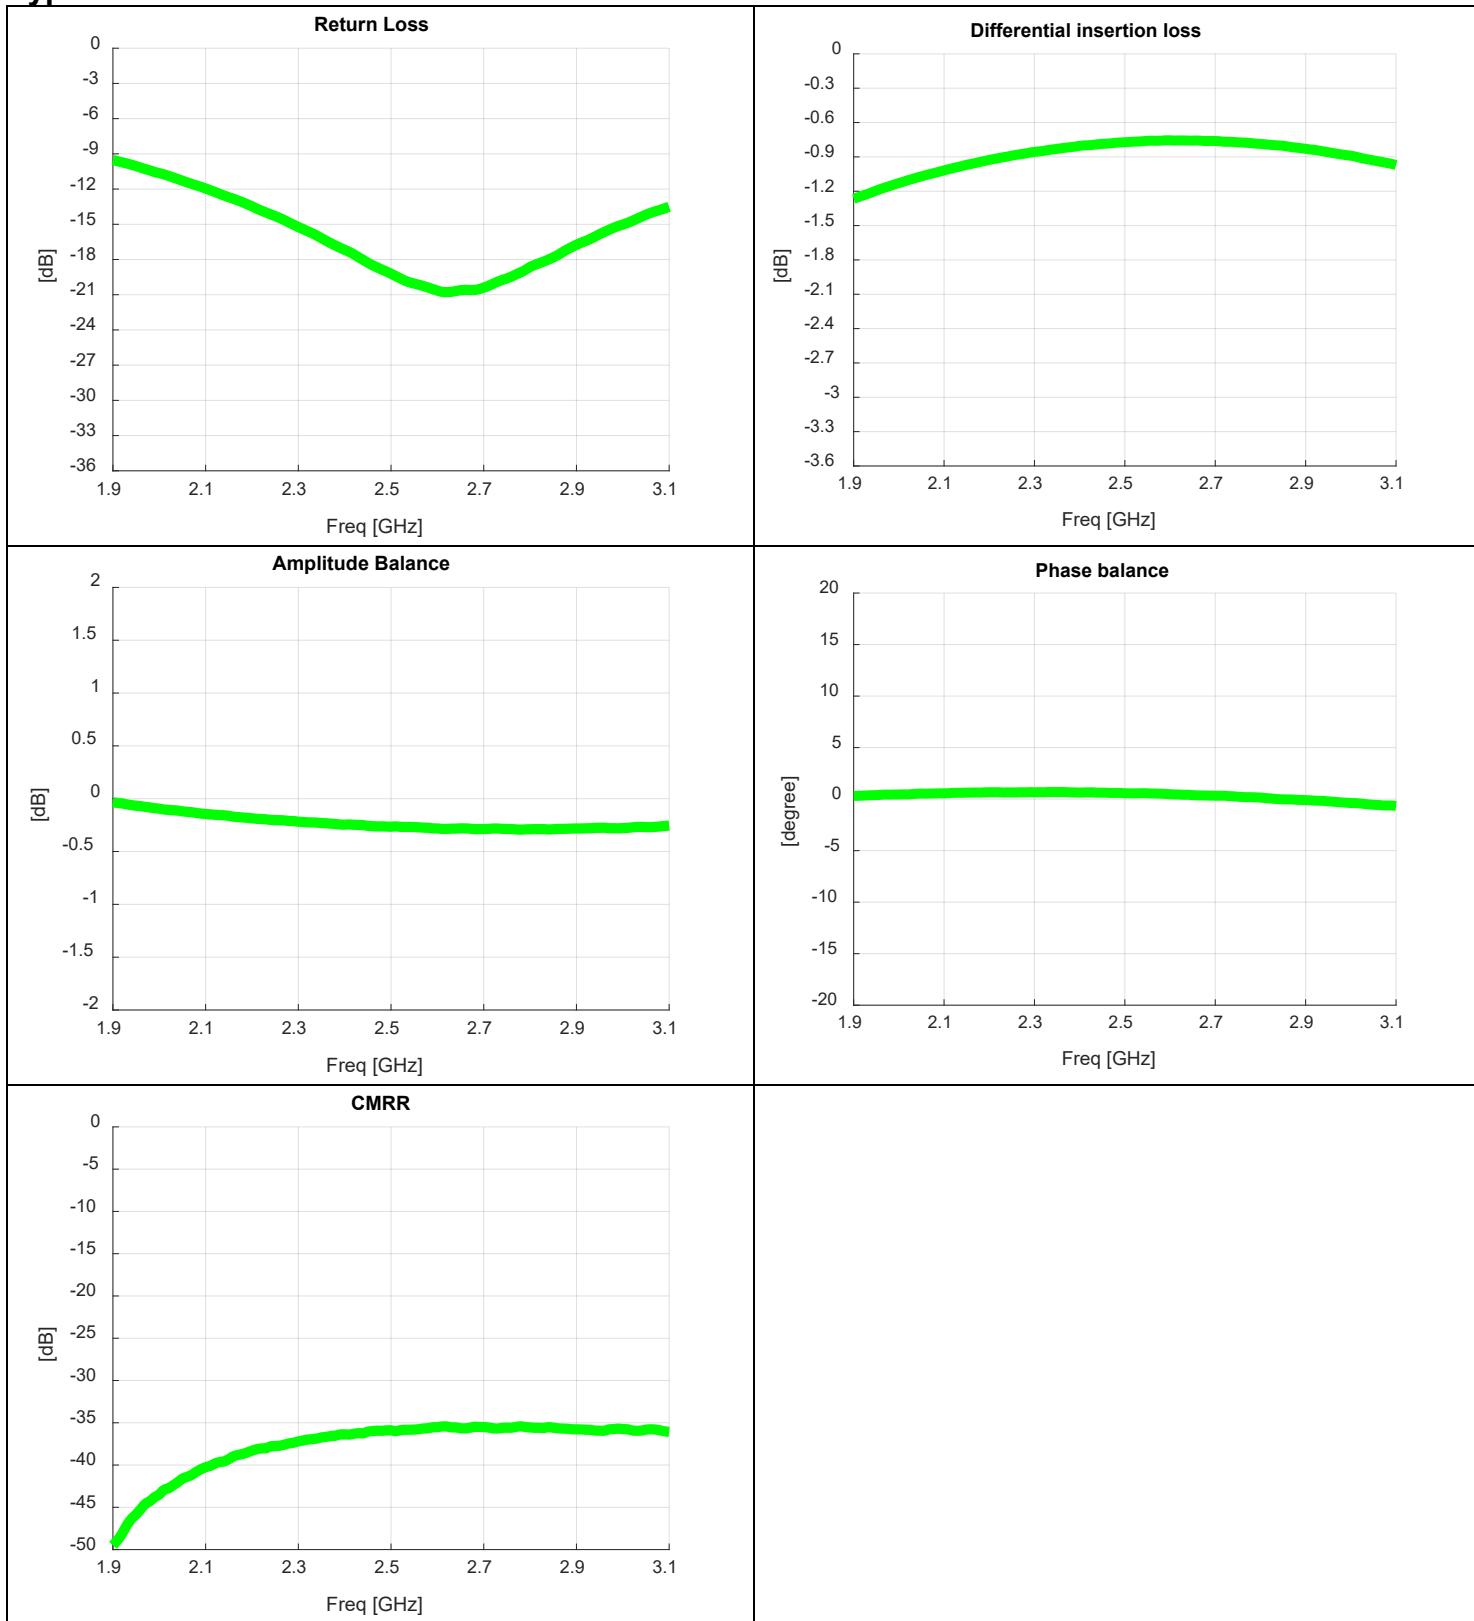 Return Loss
0
-3
-6
-9
-12
-15
-18
-21
-24
-27
-30
-33
-36
[dB]
1.9 2.1 2.3 2.5 2.7 2.9 3.1
Freq [GHz]
Differential insertion loss
0
-0.3
-0.6
-0.9
-1.2
-1.5
-1.8
-2.1
-2.4
-2.7
-3
-3.3
-3.6
[dB]
1.9 2.1 2.3 2.5 2.7 2.9 3.1
Freq [GHz]
Amplitude Balance
2
1.5
1
0.5
0
-0.5
-1
-1.5
-2
[dB]
1.9 2.1 2.3 2.5 2.7 2.9 3.1
Freq [GHz]
Phase balance
20
15
10
5
0
-5
-10
-15
-20
[degree]
1.9 2.1 2.3 2.5 2.7 2.9 3.1
Freq [GHz]
CMRR
0
-5
-10
-15
-20
-25
-30
-35
-40
-45
-50
[dB]
1.9 2.1 2.3 2.5 2.7 2.9 3.1
Freq [GHz]